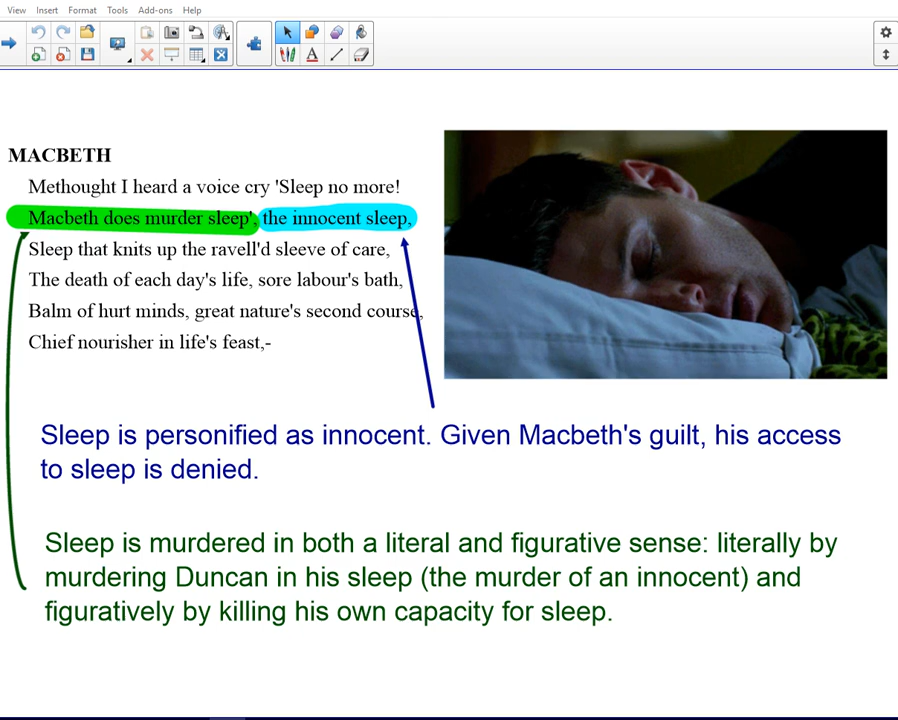 View Insert Format Tools Add-ons Help
MACBETH
Methought I heard a voice cry 'Sleep no more!
Macbeth does murder sleep', the innocent sleep,
Sleep that knits up the ravell'd sleeve of care,
The death of each day's life, sore labour's bath,
Balm of hurt minds, great nature's second course,
Chief nourisher in life's feast,-
Sleep is personified as innocent. Given Macbeth's guilt, his access
to sleep is denied.
Sleep is murdered in both a literal and figurative sense: literally by
murdering Duncan in his sleep (the murder of an innocent) and
figuratively by killing his own capacity for sleep.